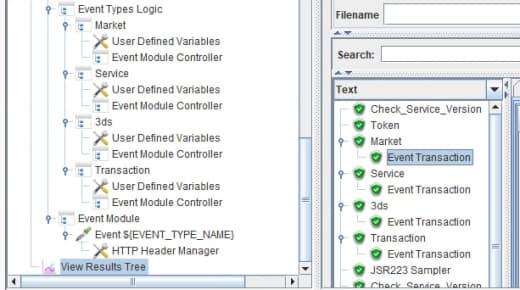 Event Types Logic
Market
User Defined Variables
Event Module Controller
Service
User Defined Variables
Event Module Controller
3ds
User Defined Variables
Event Module Controller
Transaction
User Defined Variables
Event Module Controller
Event Module
Event ${EVENT_TYPE_NAME}
HTTP Header Manager
View Results Tree
Filename
Search:
Text
Check_Service_Version
Token
Market
Event Transaction
Service
Event Transaction
3ds
Event Transaction
Transaction
Event Transaction
JSR223 Sampler
Check_Service_Version